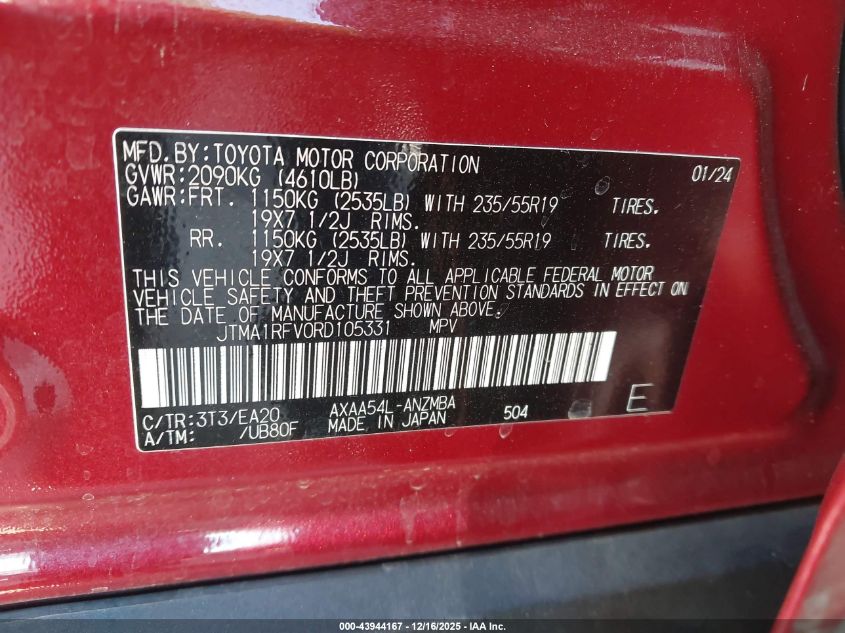 MFD.BY:TOYOTA MOTOR CORPORATION 01/24
GVWR:2090KG (4610LB)
GAWR:FRT. 1150KG (2535LB) WITH 235/55R19 TIRES.
19X7 1/2J RIMS.
RR. 1150KG (2535LB) WITH 235/55R19 TIRES.
19X7 1/2J RIMS.
THIS VEHICLE CONFORMS TO ALL APPLICABLE FEDERAL MOTOR
VEHICLE SAFETY AND THEFT PREVENTION STANDARDS IN EFFECT ON
THE DATE OF MANUFACTURE SHOWN ABOVE.
JTMA1RFV0RD105331 MPV
C/TR:3T3/EA20 AXAA54L-ANZMBA 504 E
A/TM: /UB80F MADE IN JAPAN
000-43944167 - 12/16/2025 - IAA, Inc.